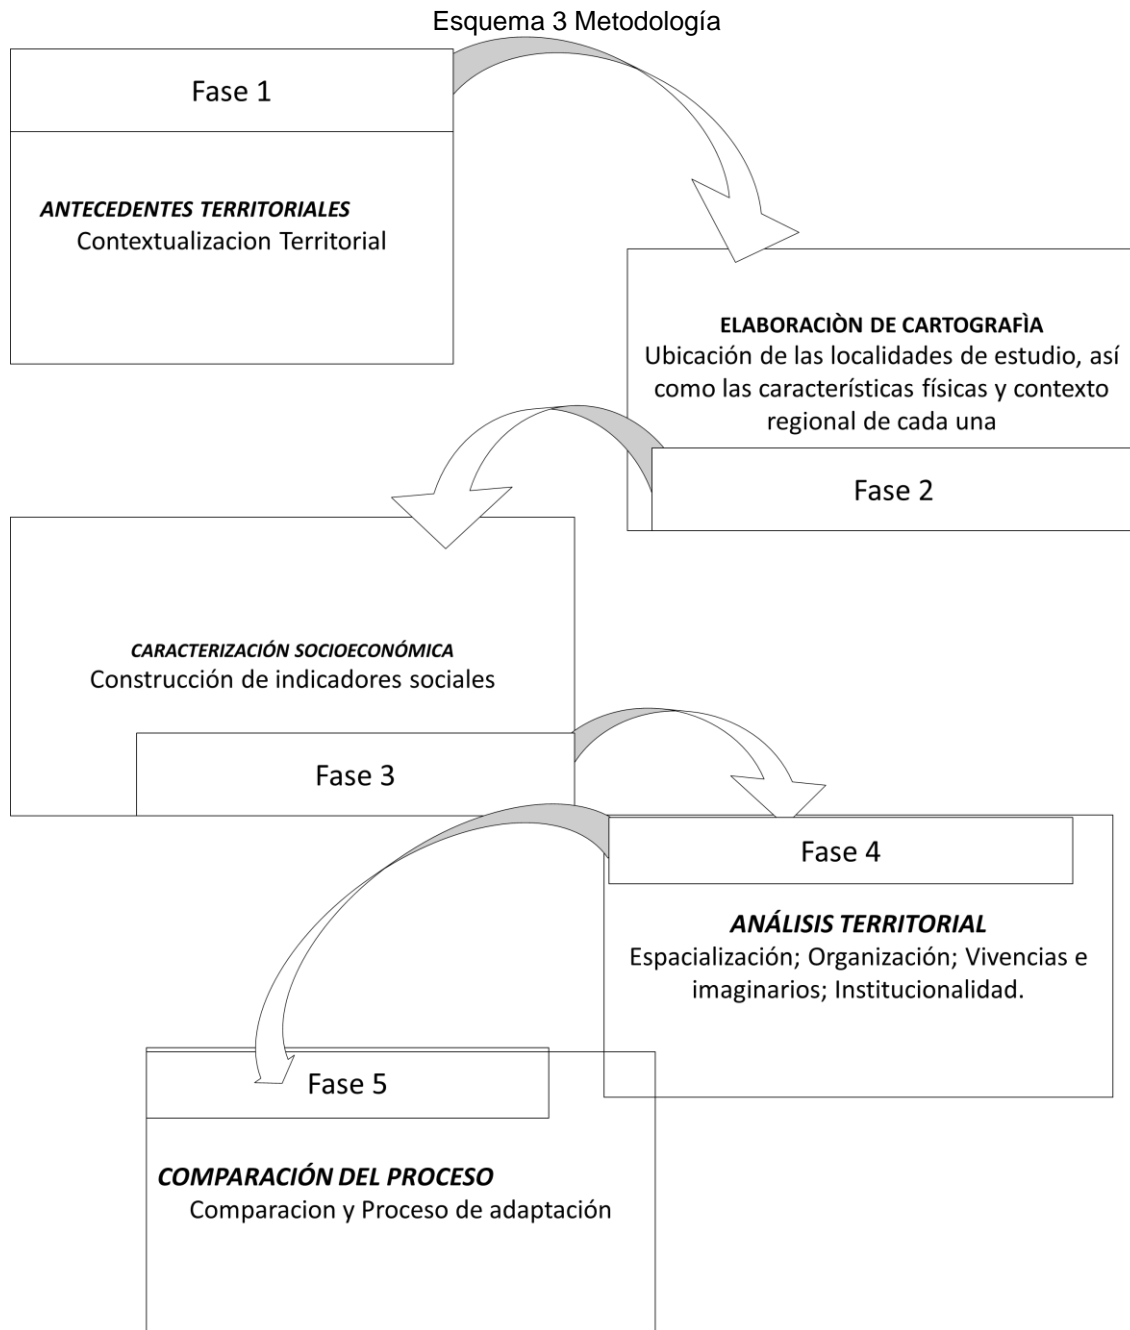 Esquema 3 Metodología
Fase 1
ANTECEDENTES TERRITORIALES
Contextualizacion Territorial
ELABORACIÒN DE CARTOGRAFÌA
Ubicación de las localidades de estudio, así
como las características físicas y contexto
regional de cada una
Fase 2
CARACTERIZACIÓN SOCIOECONÓMICA
Construcción de indicadores sociales
Fase 3
Fase 4
ANÁLISIS TERRITORIAL
Espacialización; Organización; Vivencias e
imaginarios; Institucionalidad.
Fase 5
COMPARACIÓN DEL PROCESO
Comparacion y Proceso de adaptación